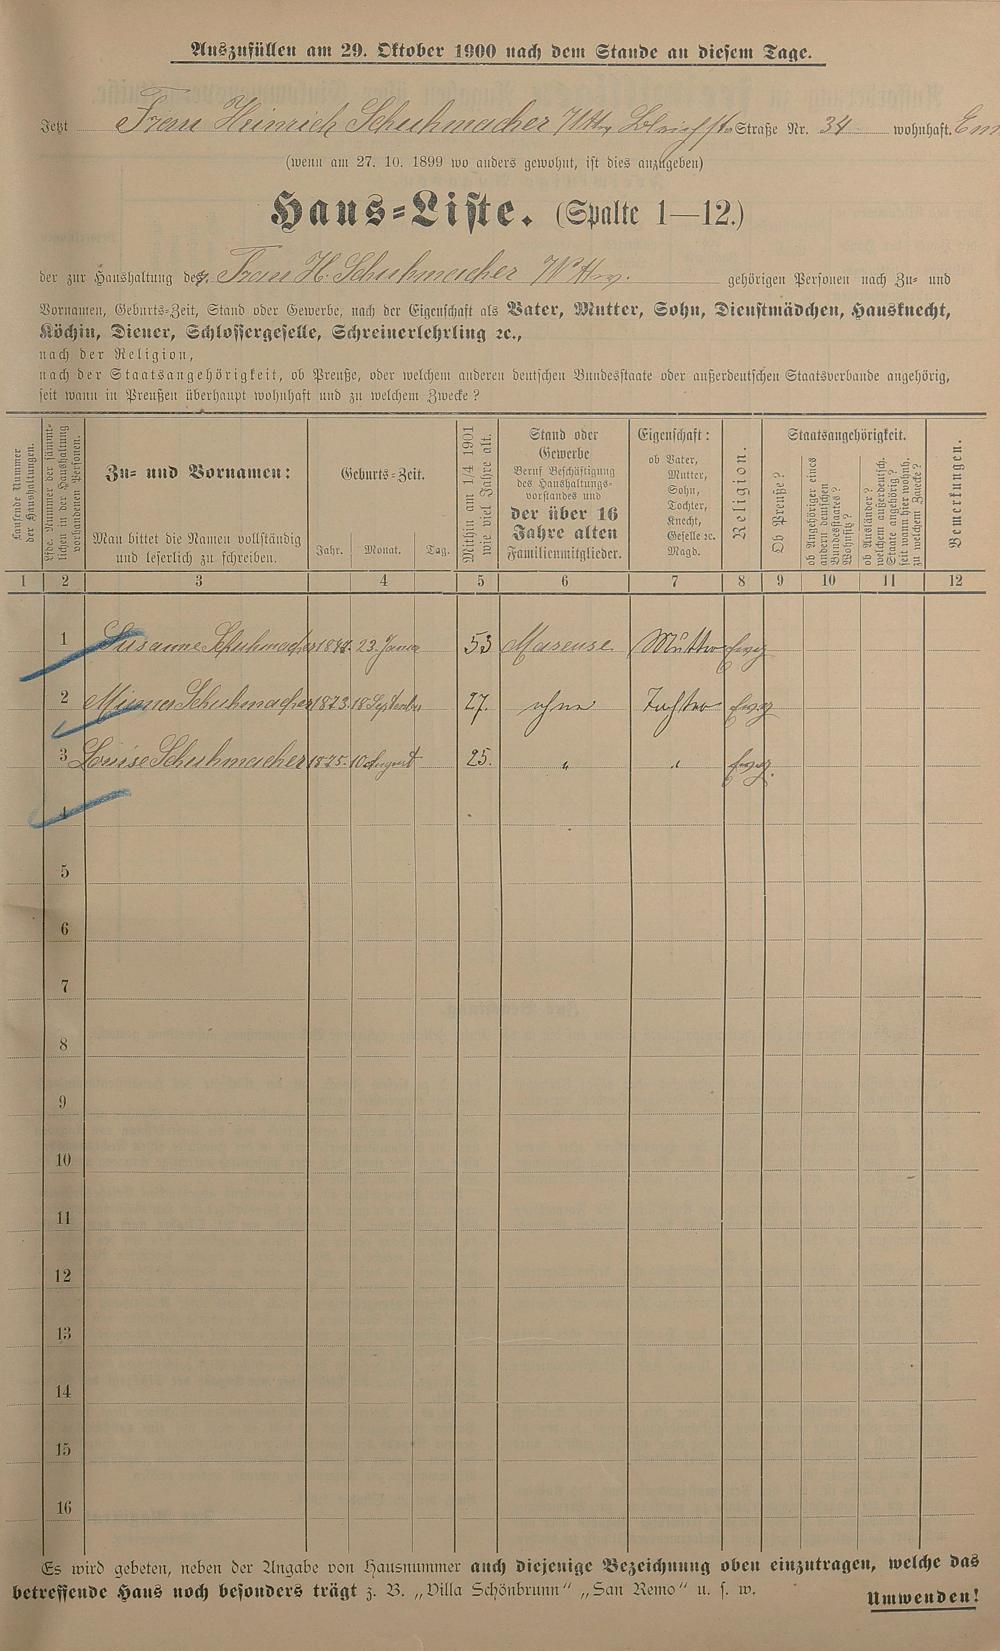 Auszufüllen am 29. Oktober 1900 nach dem Stande an diesem Tage.
Jetzt Frau Heinrich Schuhmacher Wttw. Straße Nr. 34 wohnhaft. Em
(wenn am 27. 10. 1899 wo anders gewohnt, ist dies anzugeben)
Haus-Liste. (Spalte 1—12.)
der zur Haushaltung der Frau H. Schuhmacher Wttw. gehörigen Personen nach Zu- und
Vornamen, Geburts-Zeit, Stand oder Gewerbe, nach der Eigenschaft als Vater, Mutter, Sohn, Dienstmädchen, Hausknecht,
Köchin, Diener, Schlossergeselle, Schreinerlehrling ꝛc.,
nach der Religion,
nach der Staatsangehörigkeit, ob Preuße, oder welchem anderen deutschen Bundesstaate oder außerdeutschen Staatsverbande angehörig,
seit wann in Preußen überhaupt wohnhaft und zu welchem Zwecke?
Laufende Nummer
der Haushaltungen.
Lfde. Nummer der sämmt-
lichen in der Haushaltung
vorhandenen Personen.
Zu- und Vornamen:
Man bittet die Namen vollständig
und leserlich zu schreiben.
Geburts-Zeit.
Jahr. Monat. Tag.
Mithin am 1/4 1901
wie viel Jahre alt.
Stand oder
Gewerbe
Beruf Beschäftigung
des Haushaltungs-
vorstandes und
der über 16
Jahre alten
Familienmitglieder.
Eigenschaft:
ob Vater,
Mutter,
Sohn,
Tochter,
Knecht,
Geselle ꝛc.
Magd.
Religion.
Staatsangehörigkeit.
Ob Preuße?
ob Angehöriger eines
andern deutschen
Bundesstaates?
Wohnsitz?
ob Ausländer?
welchem außerdeutsch.
Staate angehörig?
seit wann hier wohnh.
zu welchem Zwecke?
Bemerkungen.
1 2 3 4 5 6 7 8 9 10 11 12
1 Susanne Schuhmacher 23. Janua 53 Maseuse. Mutter evg
2 Schuhmacher 1873. 18 September 27. ohne Tochter evg
3 Louise Schuhmacher 1875. 10 August 25. " " evg.
4
5
6
7
8
9
10
11
12
13
14
15
16
Es wird gebeten, neben der Angabe von Hausnummer auch diejenige Bezeichnung oben einzutragen, welche das
betreffende Haus noch besonders trägt z. B. „Villa Schönbrunn“ „San Remo“ u. s. w.
Umwenden!